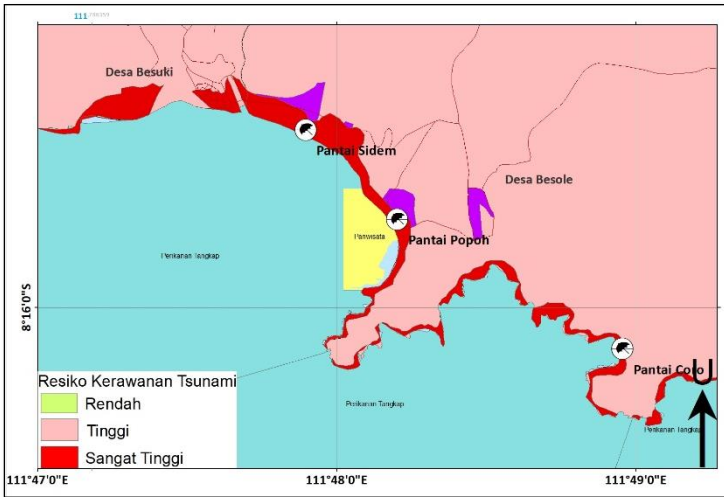 111
Desa Besuki
Pantai Sidem
Desa Besole
Pariwisata
Pantai Popoh
Perikanan Tangkap
8°16'0"S
Pantai Coro
U
Resiko Kerawanan Tsunami
Rendah
Tinggi
Sangat Tinggi
Perikanan Tangkap
Perikanan Tangkap
111°47'0"E
111°48'0"E
111°49'0"E